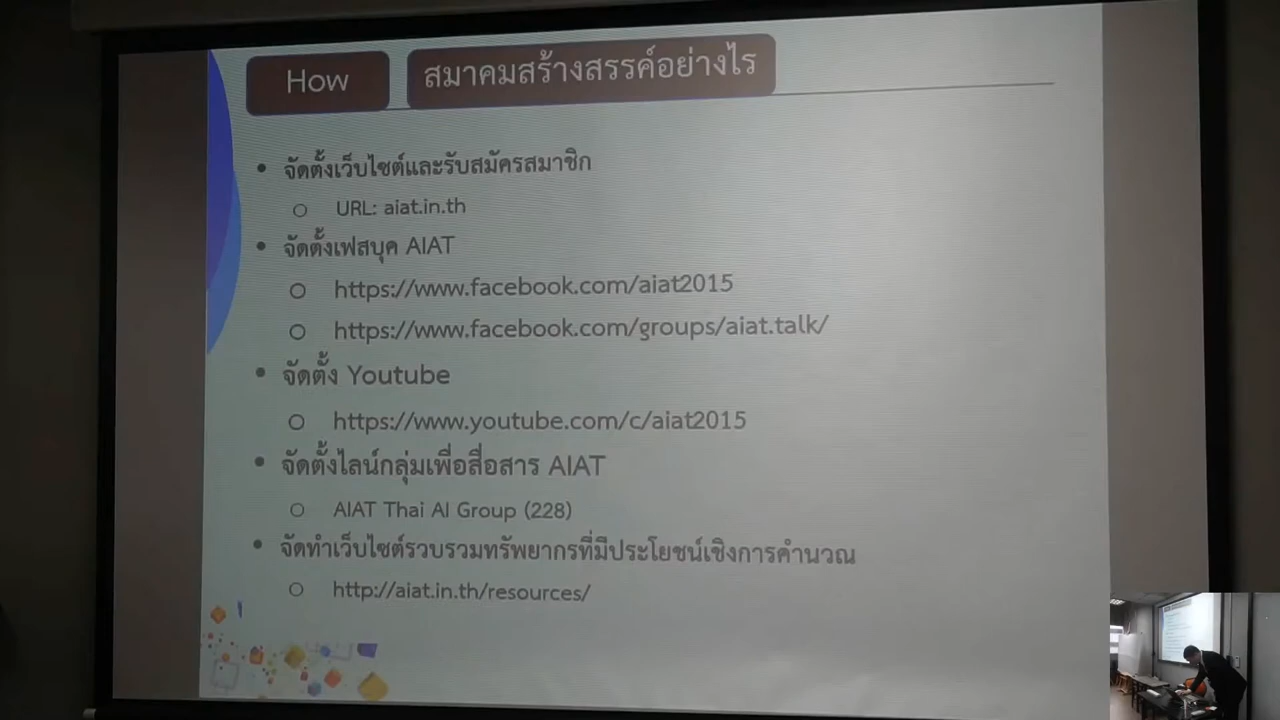 How สมาคมสร้างสรรค์อย่างไร
• จัดตั้งเว็บไซต์และรับสมัครสมาชิก
○ URL: aiat.in.th
• จัดตั้งเฟสบุค AIAT
○ https://www.facebook.com/aiat2015
○ https://www.facebook.com/groups/aiat.talk/
• จัดตั้ง Youtube
○ https://www.youtube.com/c/aiat2015
• จัดตั้งไลน์กลุ่มเพื่อสื่อสาร AIAT
○ AIAT Thai AI Group (228)
• จัดทำเว็บไซต์รวบรวมทรัพยากรที่มีประโยชน์เชิงการคำนวณ
○ http://aiat.in.th/resources/